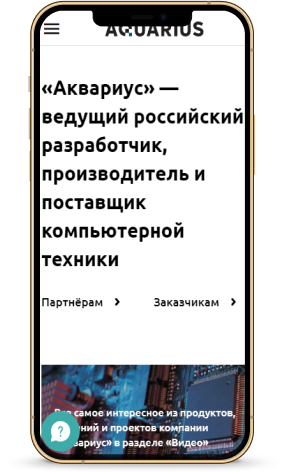 AQUARIUS
«Аквариус» —
ведущий российский
разработчик,
производитель и
поставщик
компьютерной
техники
Партнёрам
Заказчикам
самое интересное из продуктов,
и проектов компании
в разделе «Видео»